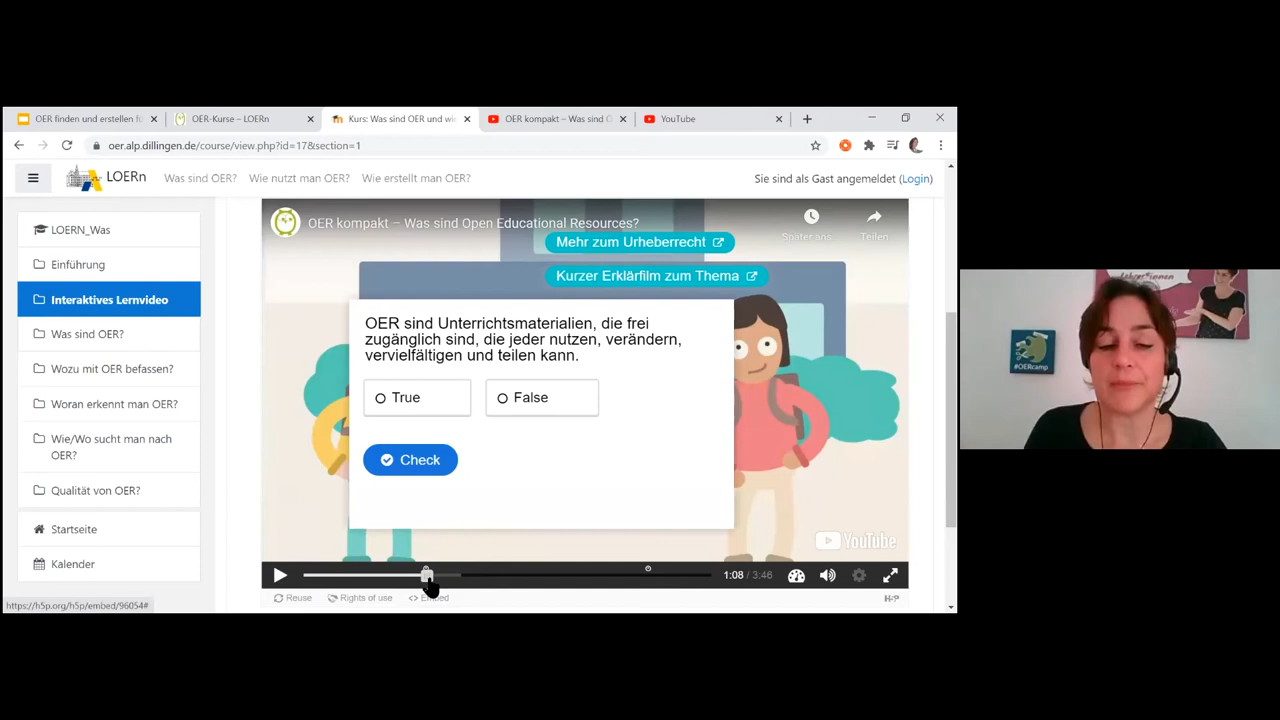 OER finden und erstellen fü
OER-Kurse – LOERn
Kurs: Was sind OER und wie
OER kompakt – Was sind O
YouTube
oer.alp.dillingen.de/course/view.php?id=17&section=1
LOERn
Was sind OER?
Wie nutzt man OER?
Wie erstellt man OER?
Sie sind als Gast angemeldet (Login)
LOERN_Was
Einführung
Interaktives Lernvideo
Was sind OER?
Wozu mit OER befassen?
Woran erkennt man OER?
Wie/Wo sucht man nach
OER?
Qualität von OER?
Startseite
Kalender
https://h5p.org/h5p/embed/96054#
OER kompakt – Was sind Open Educational Resources?
Später ans...
Teilen
Mehr zum Urheberrecht
Kurzer Erklärfilm zum Thema
OER sind Unterrichtsmaterialien, die frei
zugänglich sind, die jeder nutzen, verändern,
vervielfältigen und teilen kann.
True
False
Check
YouTube
1:08 / 3:46
Reuse
Rights of use
Embed
H5P
#OERcamp
Lehrer*innen